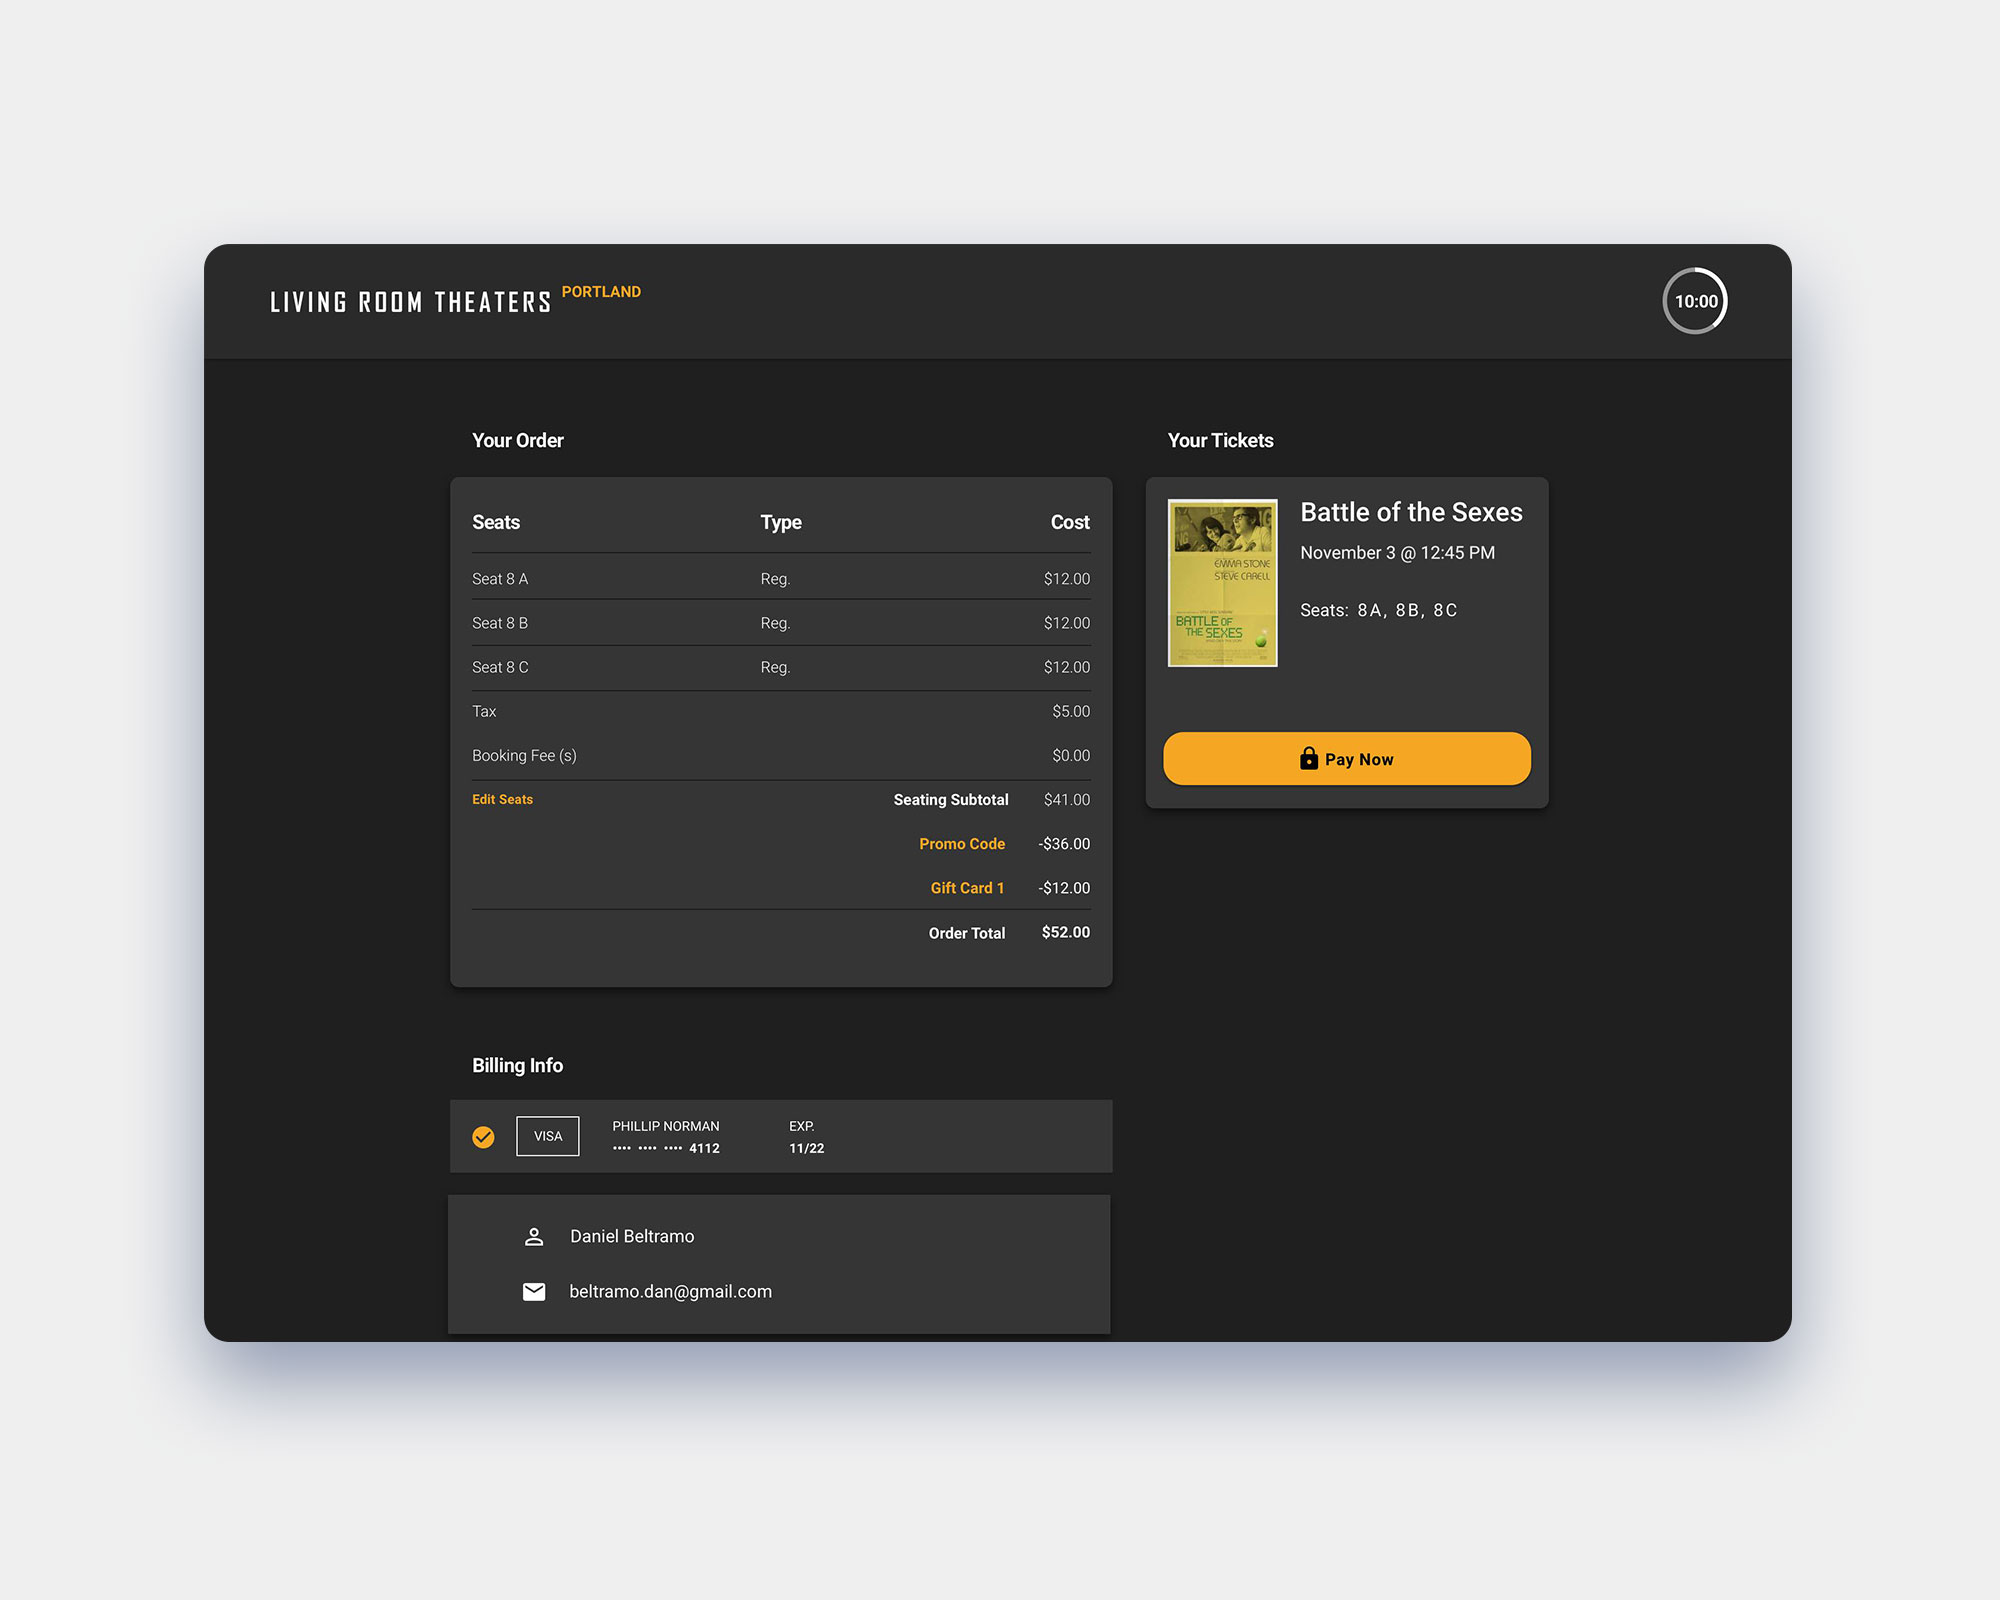 LIVING ROOM THEATERS PORTLAND
10:00
Your Order
Seats Type Cost
Seat 8 A Reg. $12.00
Seat 8 B Reg. $12.00
Seat 8 C Reg. $12.00
Tax $5.00
Booking Fee (s) $0.00
Edit Seats Seating Subtotal $41.00
Promo Code -$36.00
Gift Card 1 -$12.00
Order Total $52.00
Your Tickets
EMMA STONE
STEVE CARELL
BATTLE OF
THE SEXES
Battle of the Sexes
November 3 @ 12:45 PM
Seats: 8A, 8B, 8C
Pay Now
Billing Info
VISA
PHILLIP NORMAN EXP.
•••• •••• •••• 4112 11/22
Daniel Beltramo
beltramo.dan@gmail.com